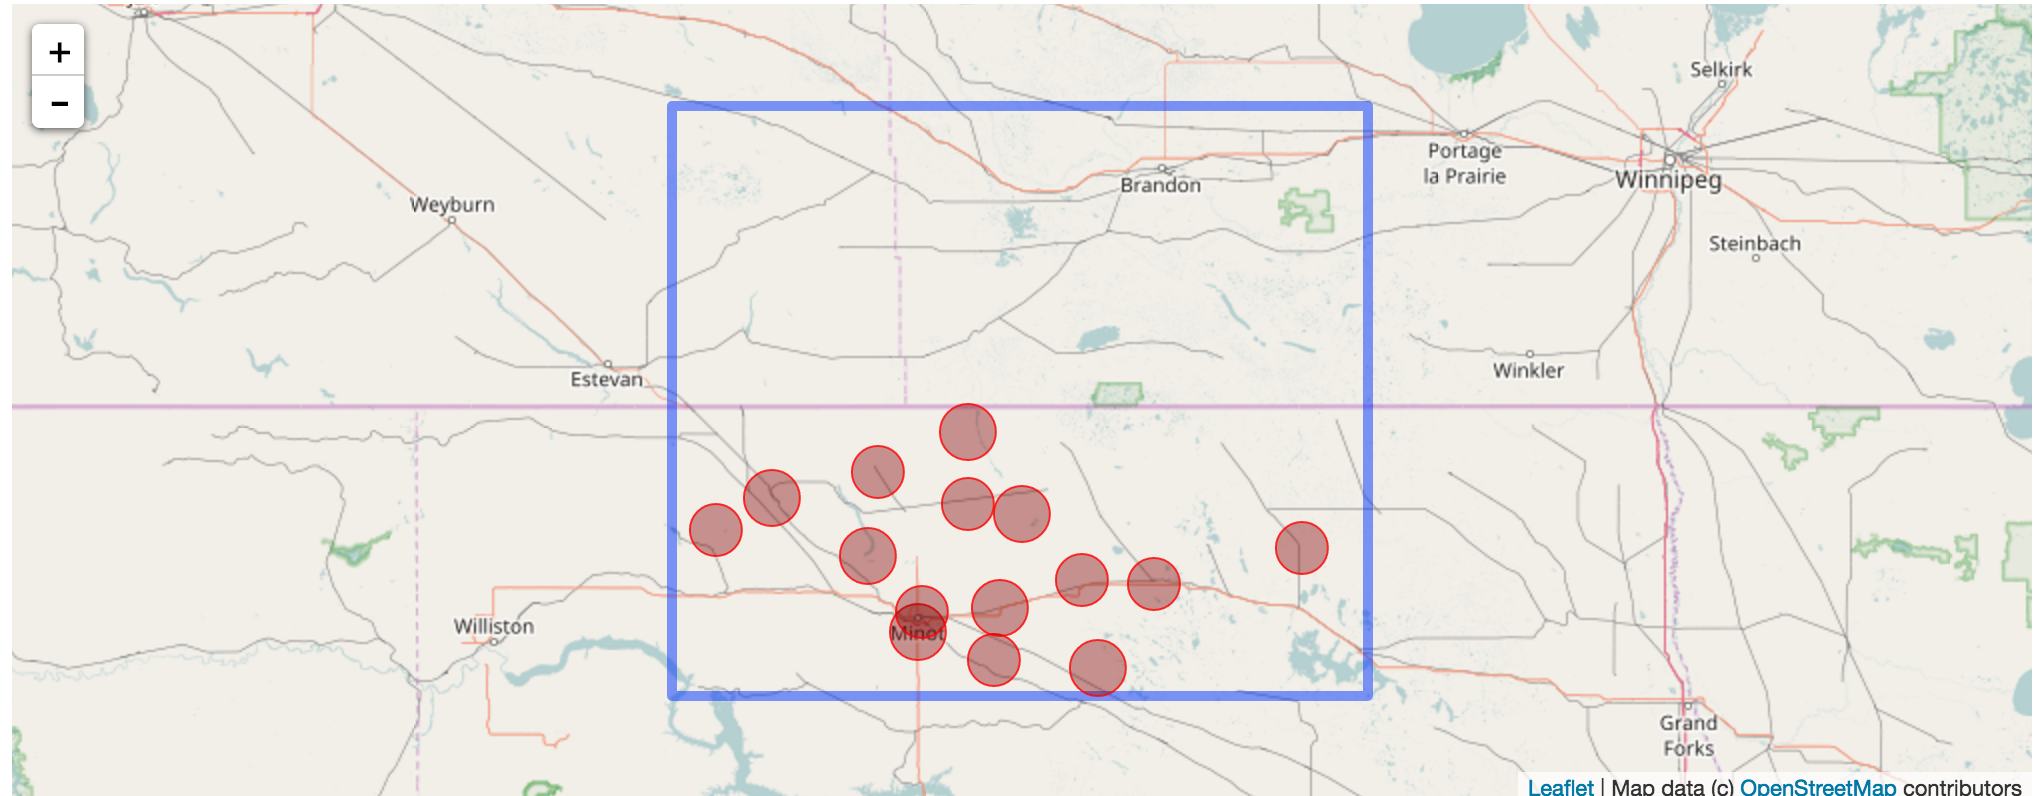 +
-
Selkirk
Portage
la Prairie
Winnipeg
Brandon
Weyburn
Steinbach
Estevan
Winkler
Williston
Minot
Grand
Forks
Leaflet | Map data (c) OpenStreetMap contributors